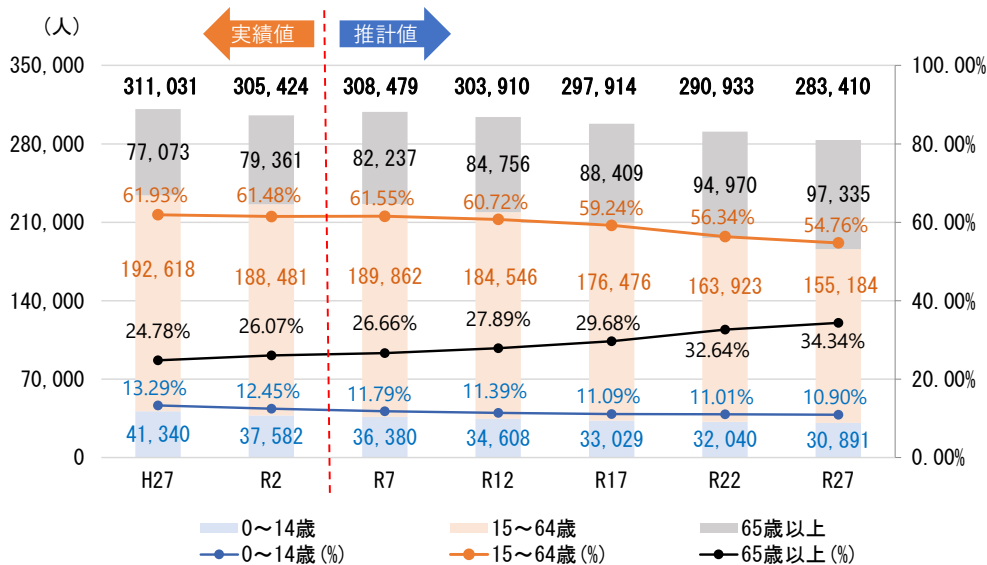 (人)
実績値 推計値
350,000 311,031 305,424 308,479 303,910 297,914 290,933 283,410 100.00%
280,000 77,073 79,361 82,237 84,756 88,409 94,970 97,335 80.00%
61.93% 61.48% 61.55% 60.72% 59.24% 56.34% 54.76%
210,000 60.00%
192,618 188,481 189,862 184,546 176,476 163,923 155,184
140,000 40.00%
24.78% 26.07% 26.66% 27.89% 29.68% 32.64% 34.34%
70,000 20.00%
13.29% 12.45% 11.79% 11.39% 11.09% 11.01% 10.90%
41,340 37,582 36,380 34,608 33,029 32,040 30,891
0 0.00%
H27 R2 R7 R12 R17 R22 R27
0~14歳 15~64歳 65歳以上
0~14歳(%) 15~64歳(%) 65歳以上(%)